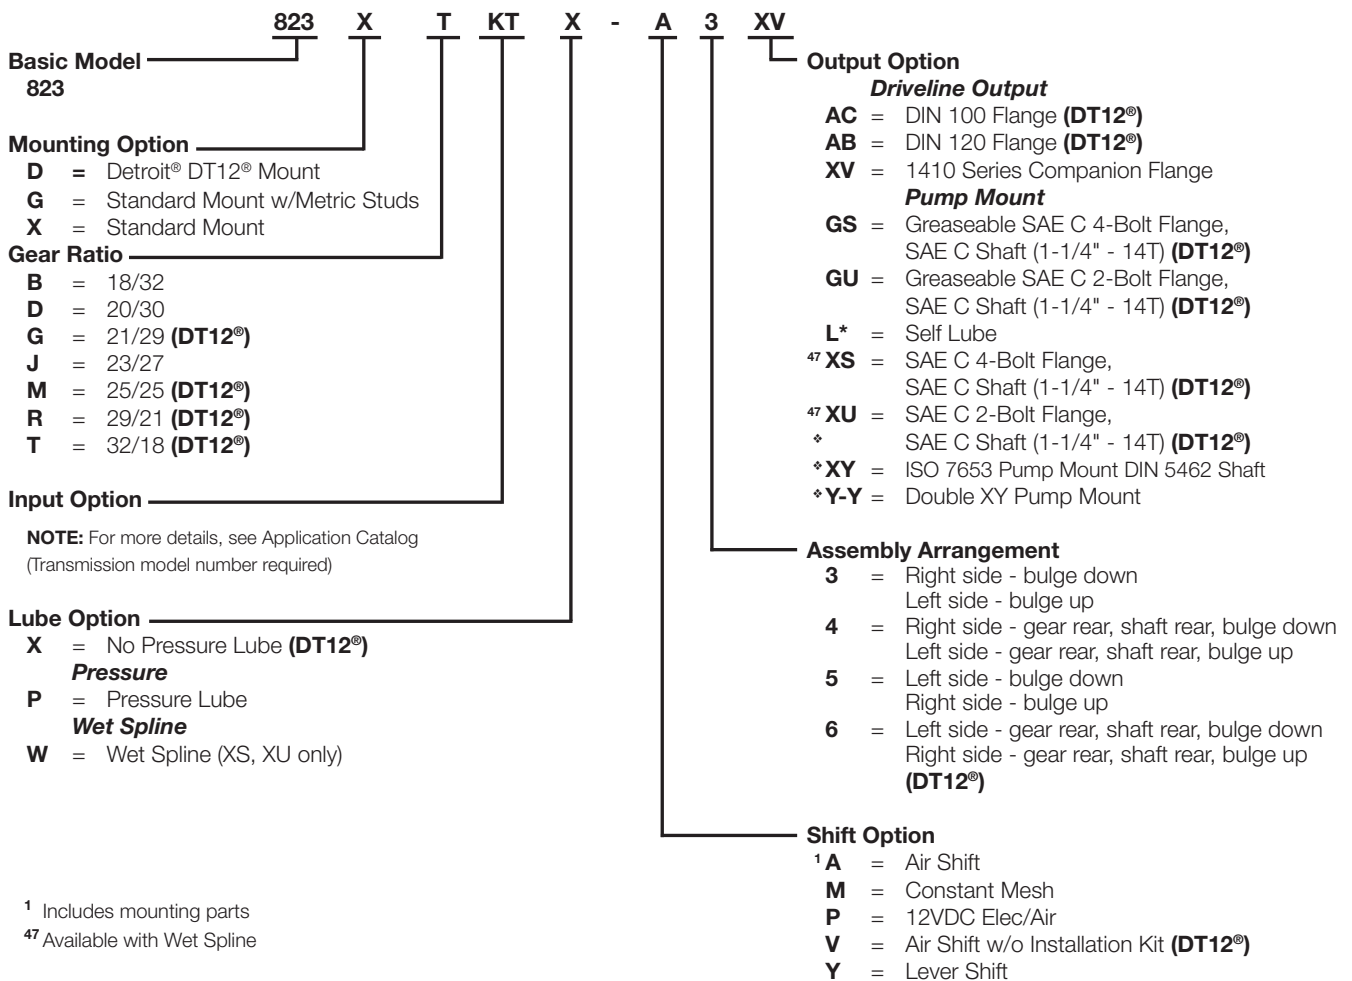 823 X T KT X - A 3 XV
Basic Model
823
Mounting Option
D = Detroit® DT12® Mount
G = Standard Mount w/Metric Studs
X = Standard Mount
Gear Ratio
B = 18/32
D = 20/30
G = 21/29 (DT12®)
J = 23/27
M = 25/25 (DT12®)
R = 29/21 (DT12®)
T = 32/18 (DT12®)
Input Option
NOTE: For more details, see Application Catalog
(Transmission model number required)
Lube Option
X = No Pressure Lube (DT12®)
Pressure
P = Pressure Lube
Wet Spline
W = Wet Spline (XS, XU only)
1 Includes mounting parts
47 Available with Wet Spline
Output Option
Driveline Output
AC = DIN 100 Flange (DT12®)
AB = DIN 120 Flange (DT12®)
XV = 1410 Series Companion Flange
Pump Mount
GS = Greaseable SAE C 4-Bolt Flange,
SAE C Shaft (1-1/4" - 14T) (DT12®)
GU = Greaseable SAE C 2-Bolt Flange,
SAE C Shaft (1-1/4" - 14T) (DT12®)
L* = Self Lube
47 XS = SAE C 4-Bolt Flange,
SAE C Shaft (1-1/4" - 14T) (DT12®)
47 XU = SAE C 2-Bolt Flange,
❖ SAE C Shaft (1-1/4" - 14T) (DT12®)
❖ XY = ISO 7653 Pump Mount DIN 5462 Shaft
❖ Y-Y = Double XY Pump Mount
Assembly Arrangement
3 = Right side - bulge down
Left side - bulge up
4 = Right side - gear rear, shaft rear, bulge down
Left side - gear rear, shaft rear, bulge up
5 = Left side - bulge down
Right side - bulge up
6 = Left side - gear rear, shaft rear, bulge down
Right side - gear rear, shaft rear, bulge up
(DT12®)
Shift Option
1 A = Air Shift
M = Constant Mesh
P = 12VDC Elec/Air
V = Air Shift w/o Installation Kit (DT12®)
Y = Lever Shift